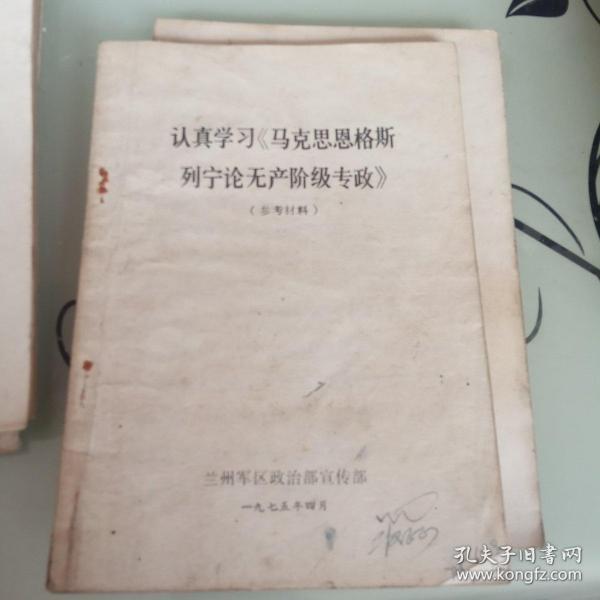 认真学习《马克思恩格斯
列宁论无产阶级专政》
（参考材料）
兰州军区政治部宣传部
一九七五年四月
孔夫子旧书网
www.kongfz.com